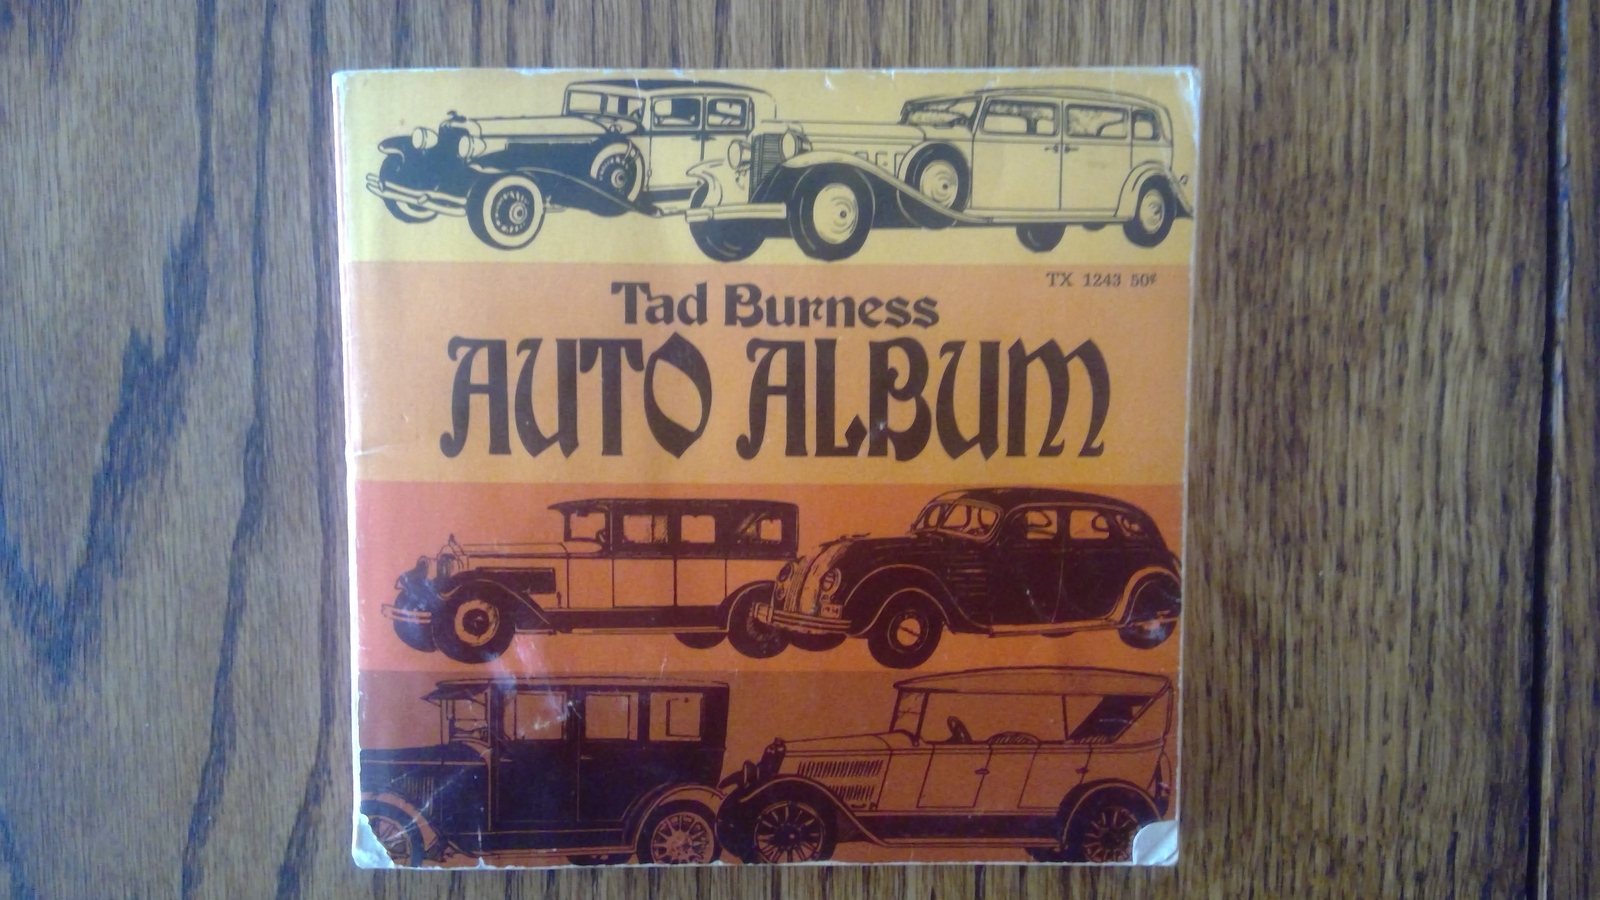 TX 1243 50¢
Tad Burness
AUTO ALBUM